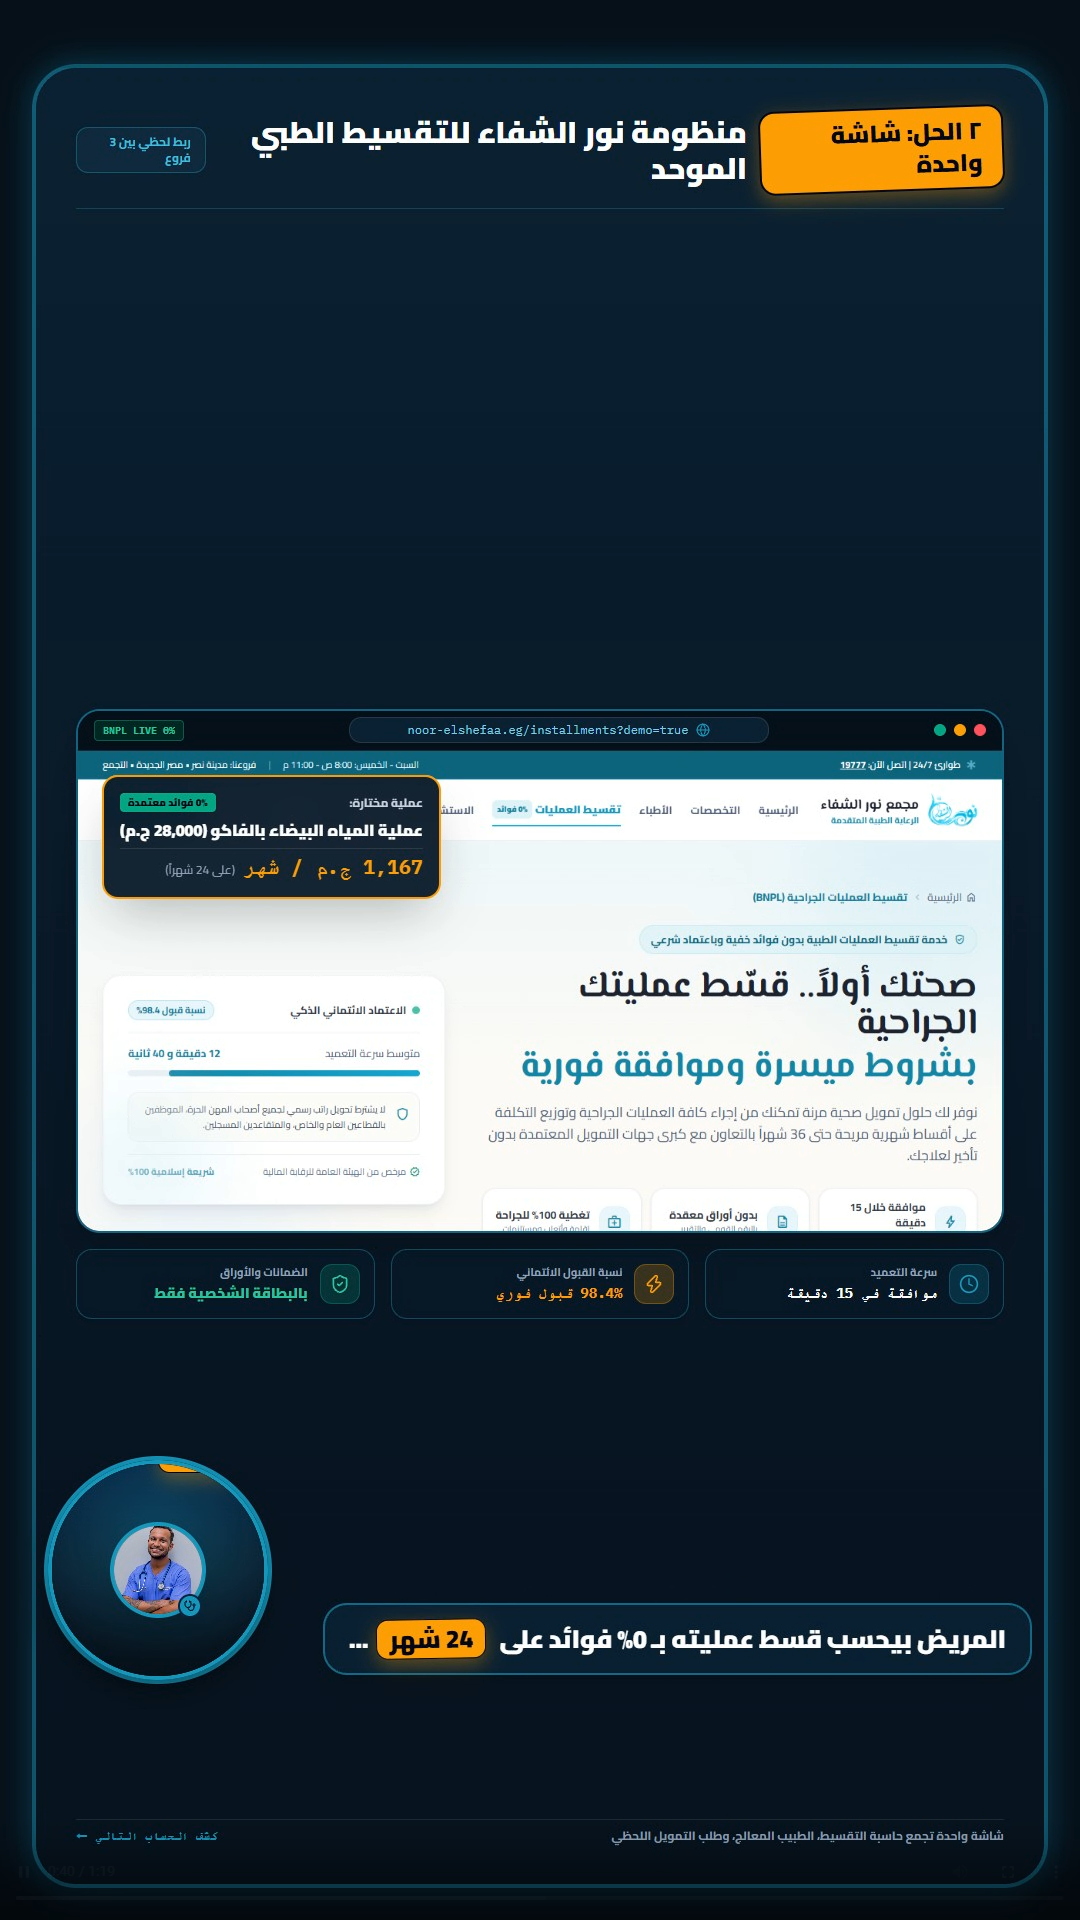 ٢ الحل: شاشة
واحدة
منظومة نور الشفاء للتقسيط الطبي
الموحد
ربط لحظي بين 3
فروع
noor-elshefaa.eg/installments?demo=true
BNPL LIVE 0%
طوارئ 24/7 | اتصل الآن: 19777
السبت - الخميس: 8:00 ص - 11:00 م | فروعنا: مدينة نصر • مصر الجديدة • التجمع
مجمع نور الشفاء
الرعاية الطبية المتقدمة
الرئيسية
التخصصات
الأطباء
تقسيط العمليات
0% فوائد
الاستش
عملية مختارة:
0% فوائد معتمدة
عملية المياه البيضاء بالفاكو (28,000 ج.م)
1,167 ج.م / شهر (على 24 شهراً)
الرئيسية › تقسيط العمليات الجراحية (BNPL)
خدمة تقسيط العمليات الطبية بدون فوائد خفية وباعتماد شرعي
صحتك أولاً.. قسّط عمليتك
الجراحية
بشروط ميسرة وموافقة فورية
نوفر لك حلول تمويل صحية مرنة تمكنك من إجراء كافة العمليات الجراحية وتوزيع التكلفة
على أقساط شهرية مريحة حتى 36 شهراً بالتعاون مع كبرى جهات التمويل المعتمدة بدون
تأخير لعلاجك.
موافقة خلال 15
دقيقة
بدون أوراق معقدة
تغطية 100% للجراحة
الاعتماد الائتماني الذكي
نسبة قبول 98.4%
متوسط سرعة التعميد
12 دقيقة و 40 ثانية
لا يشترط تحويل راتب رسمي لجميع أصحاب المهن الحرة، الموظفين
بالقطاعين العام والخاص، والمتقاعدين المسجلين.
مرخص من الهيئة العامة للرقابة المالية
شريعة إسلامية 100%
سرعة التعميد
موافقة في 15 دقيقة
نسبة القبول الائتماني
98.4% قبول فوري
الضمانات والأوراق
بالبطاقة الشخصية فقط
المريض بيحسب قسط عمليته بـ 0% فوائد على 24 شهر ...
شاشة واحدة تجمع حاسبة التقسيط، الطبيب المعالج، وطلب التمويل اللحظي
كشف الحساب التالي ←
0:40 / 1:19